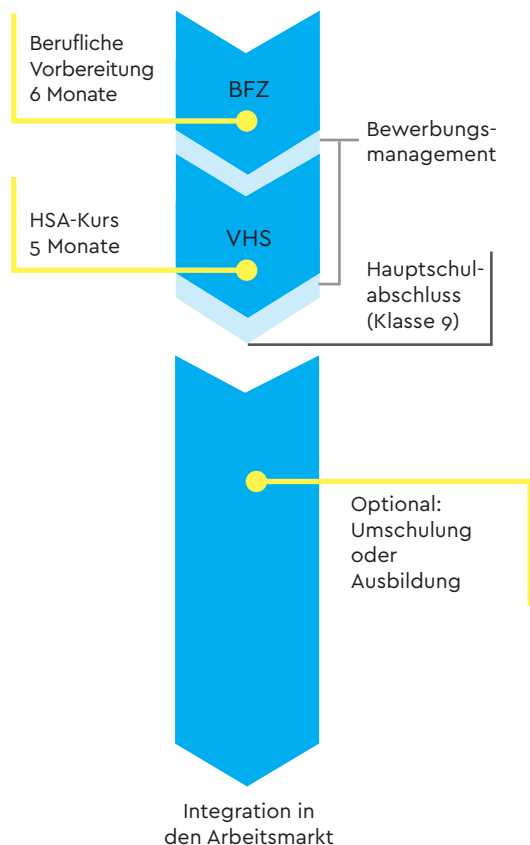 Berufliche
Vorbereitung
6 Monate
BFZ
Bewerbungs-
management
HSA-Kurs
5 Monate
VHS
Hauptschul-
abschluss
(Klasse 9)
Optional:
Umschulung
oder
Ausbildung
Integration in
den Arbeitsmarkt